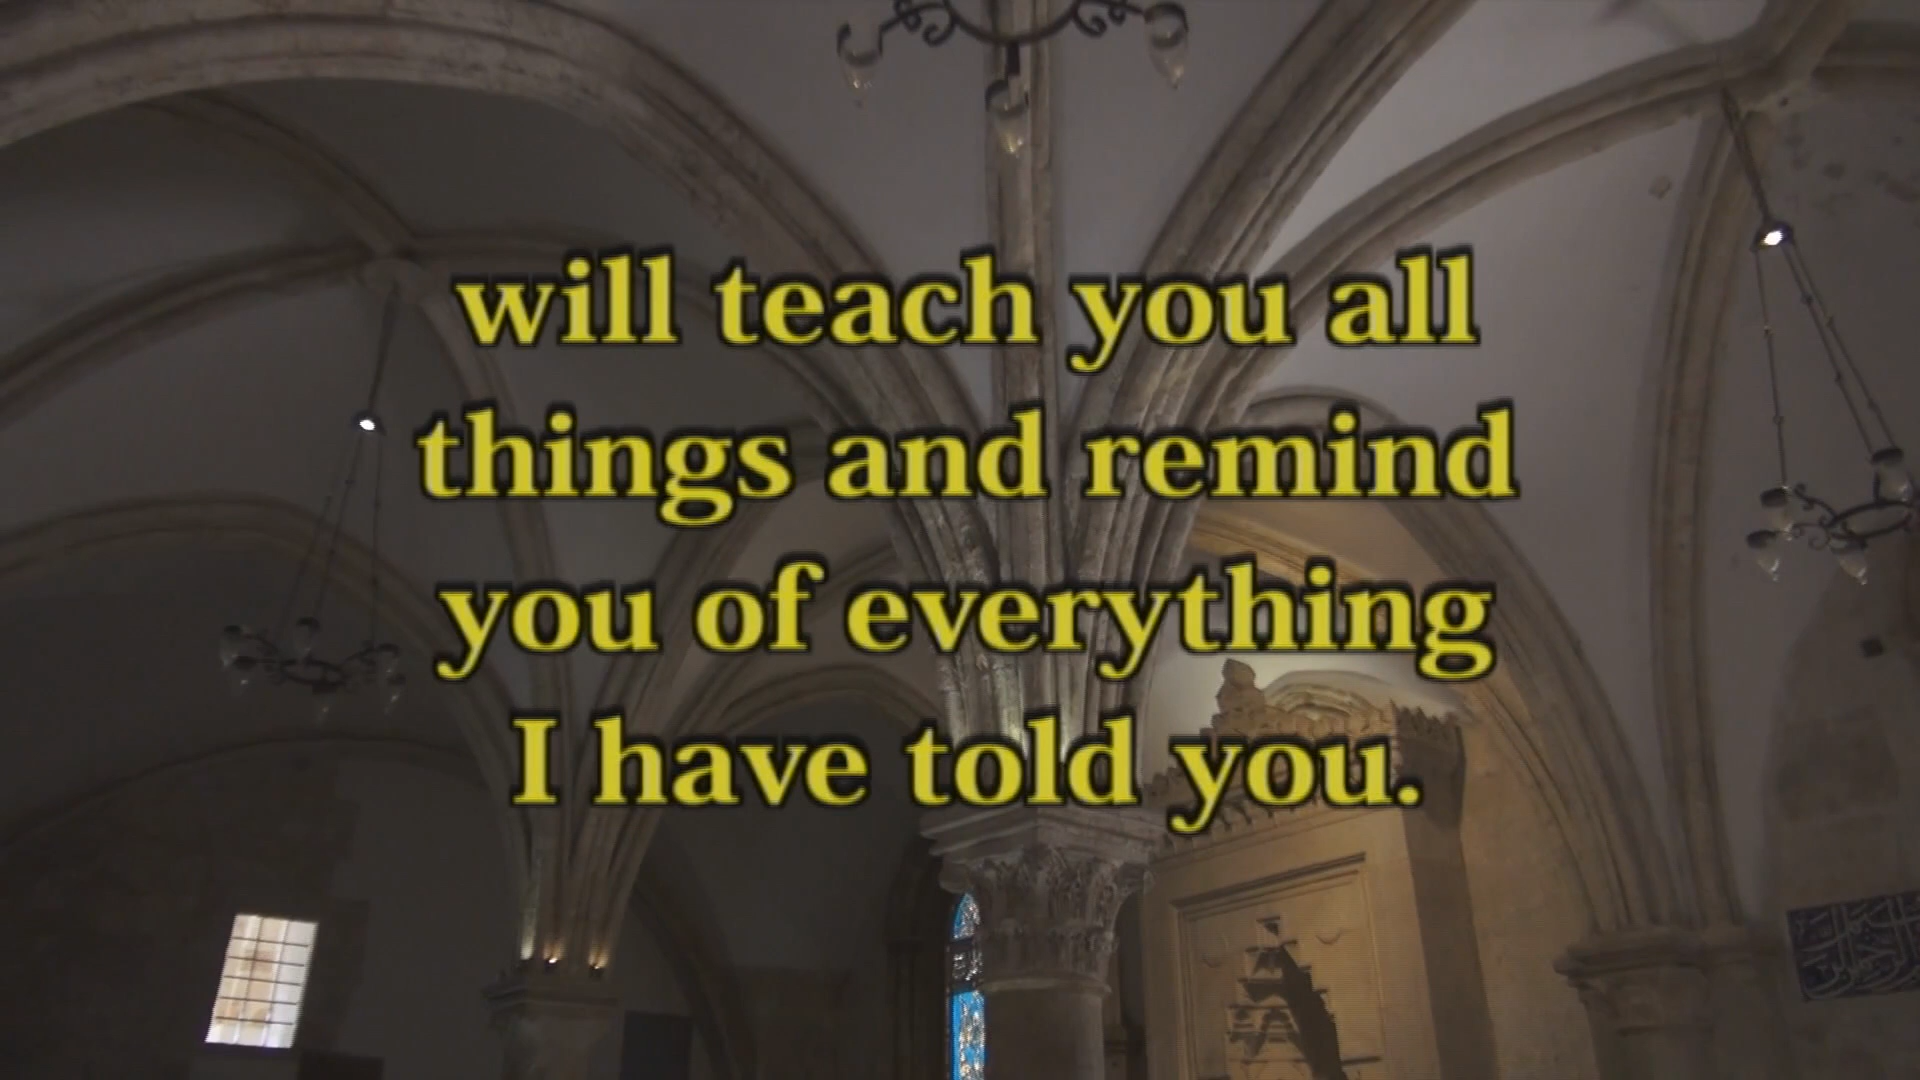 will teach you all
things and remind
you of everything
I have told you.